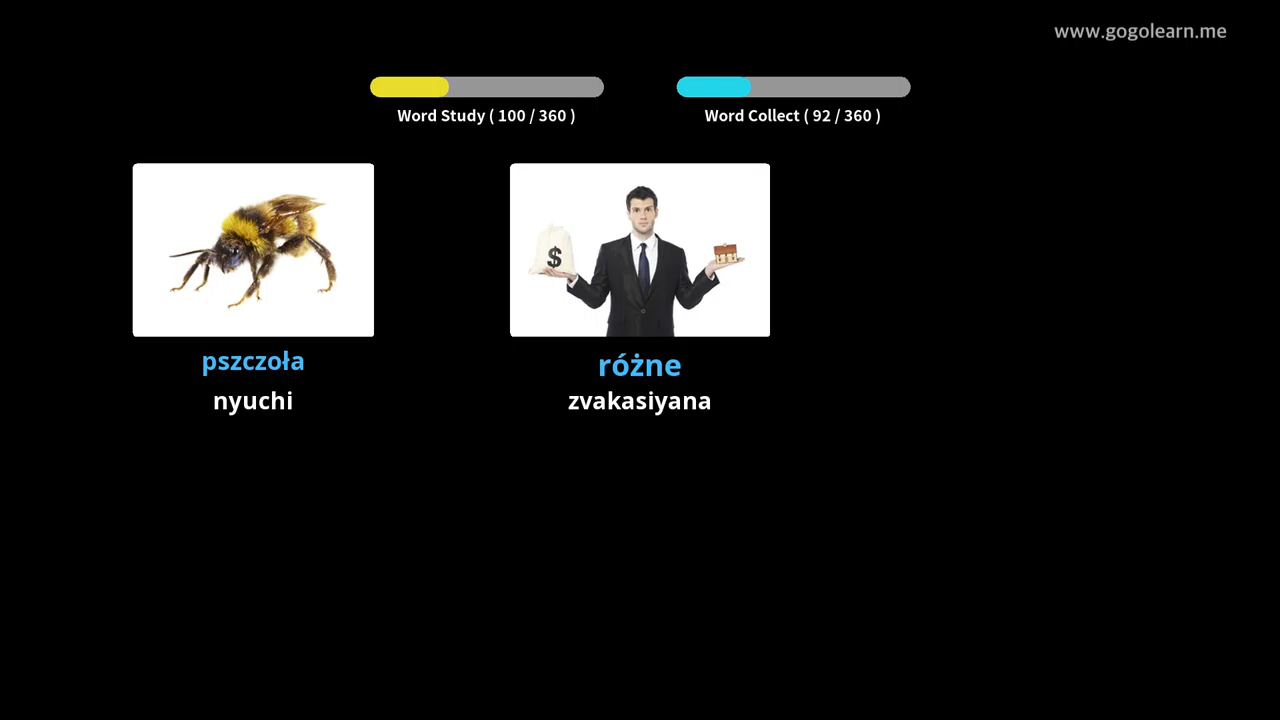 www.gogolearn.me
Word Study ( 100 / 360 )
Word Collect ( 92 / 360 )
$
pszczoła
nyuchi
różne
zvakasiyana